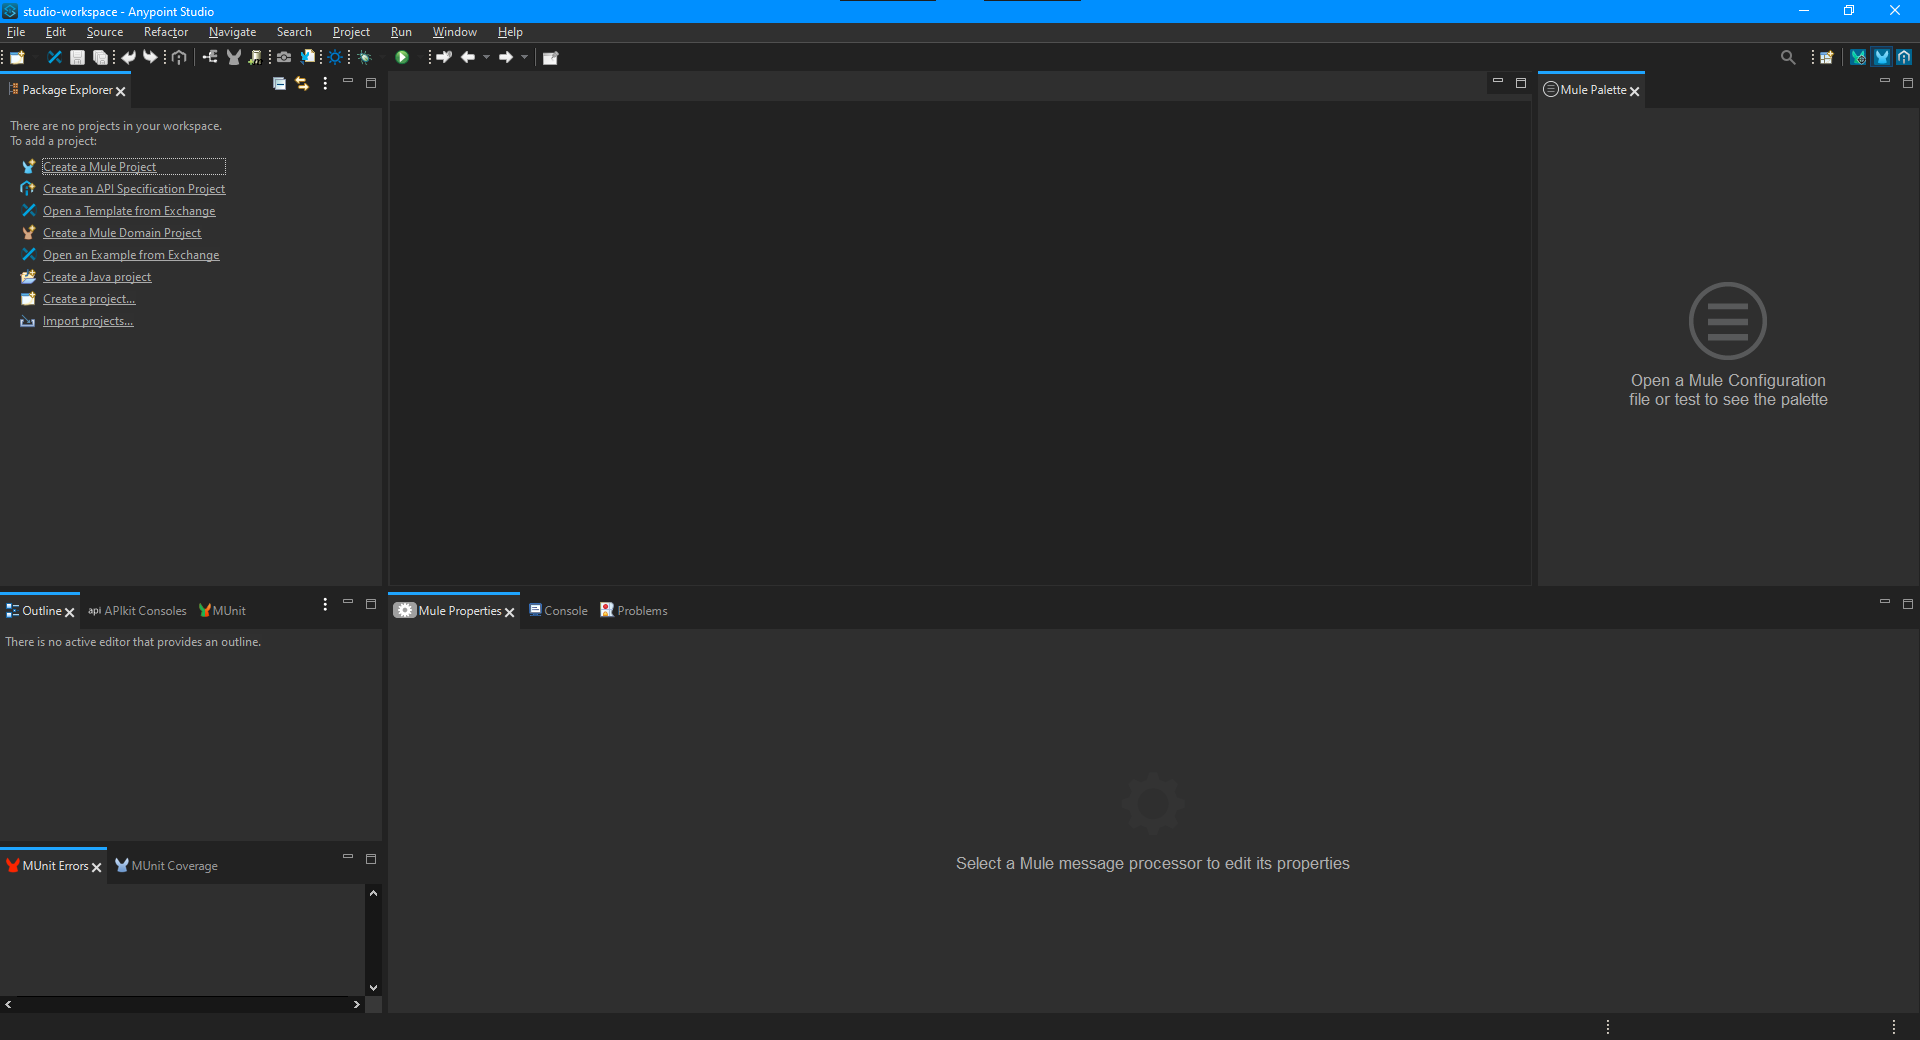 studio-workspace - Anypoint Studio
File Edit Source Refactor Navigate Search Project Run Window Help
Package Explorer
Mule Palette
There are no projects in your workspace.
To add a project:
Create a Mule Project
Create an API Specification Project
Open a Template from Exchange
Create a Mule Domain Project
Open an Example from Exchange
Create a Java project
Create a project...
Import projects...
Open a Mule Configuration
file or test to see the palette
Outline api APIkit Consoles MUnit
Mule Properties Console Problems
There is no active editor that provides an outline.
Select a Mule message processor to edit its properties
MUnit Errors MUnit Coverage